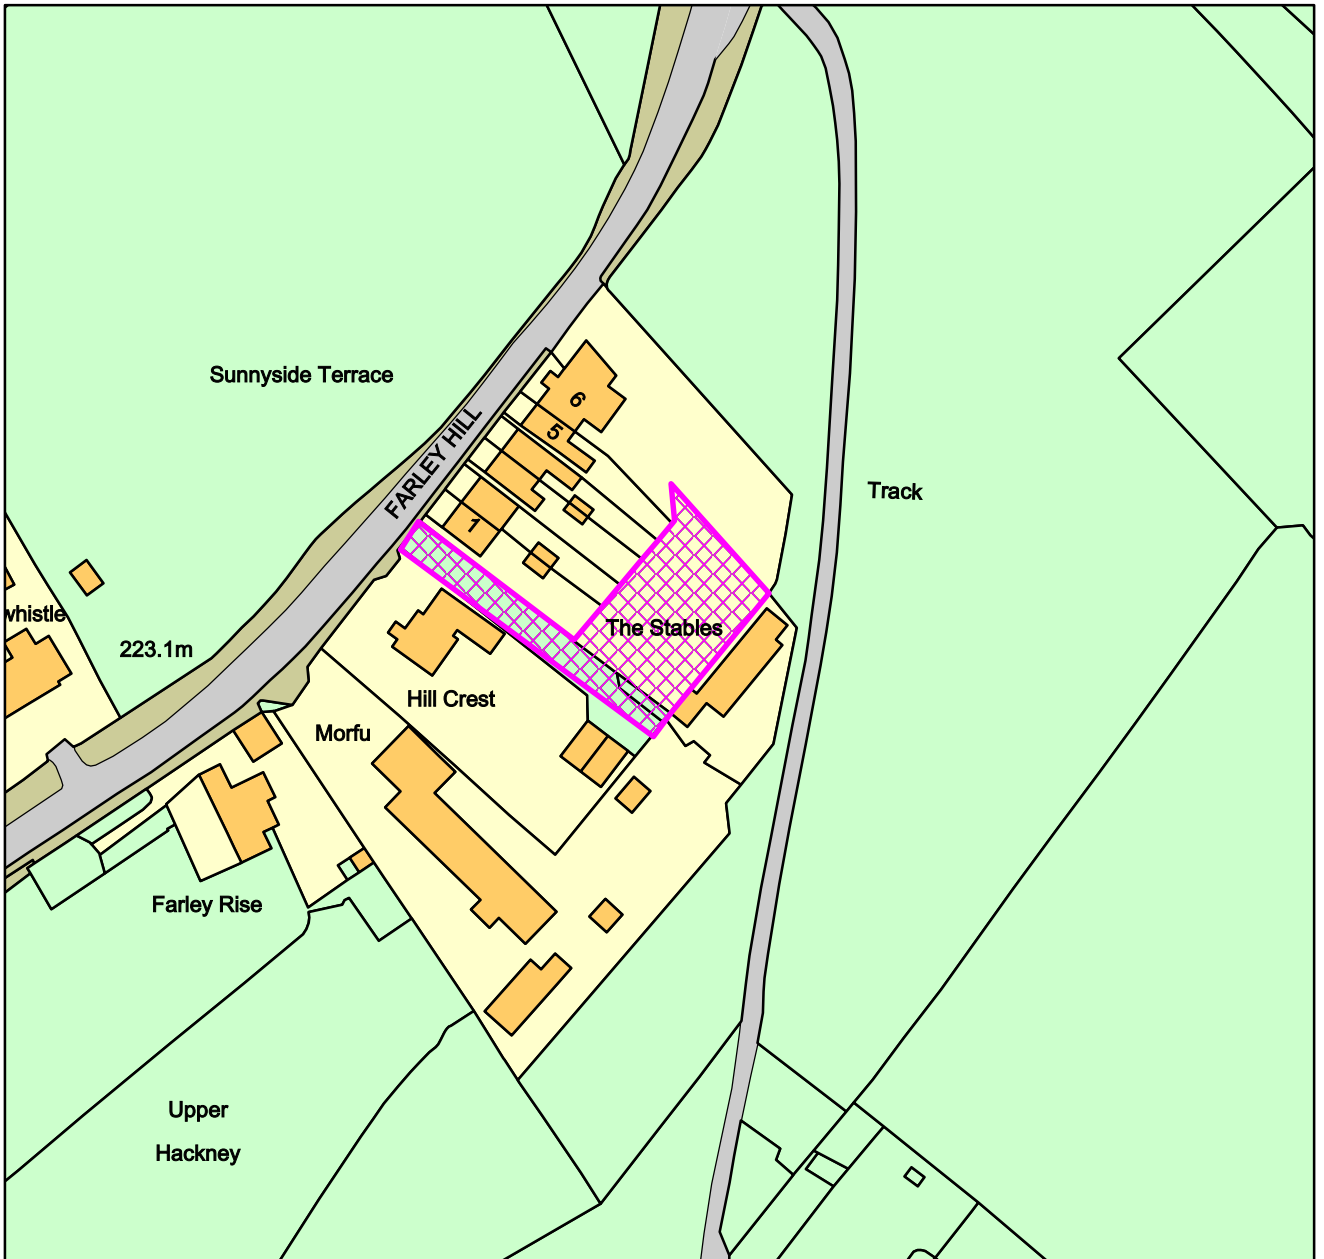 Sunnyside Terrace
6
5
FARLEY HILL
Track
1
whistle
The Stables
223.1m
Hill Crest
Morfu
Farley Rise
Upper
Hackney